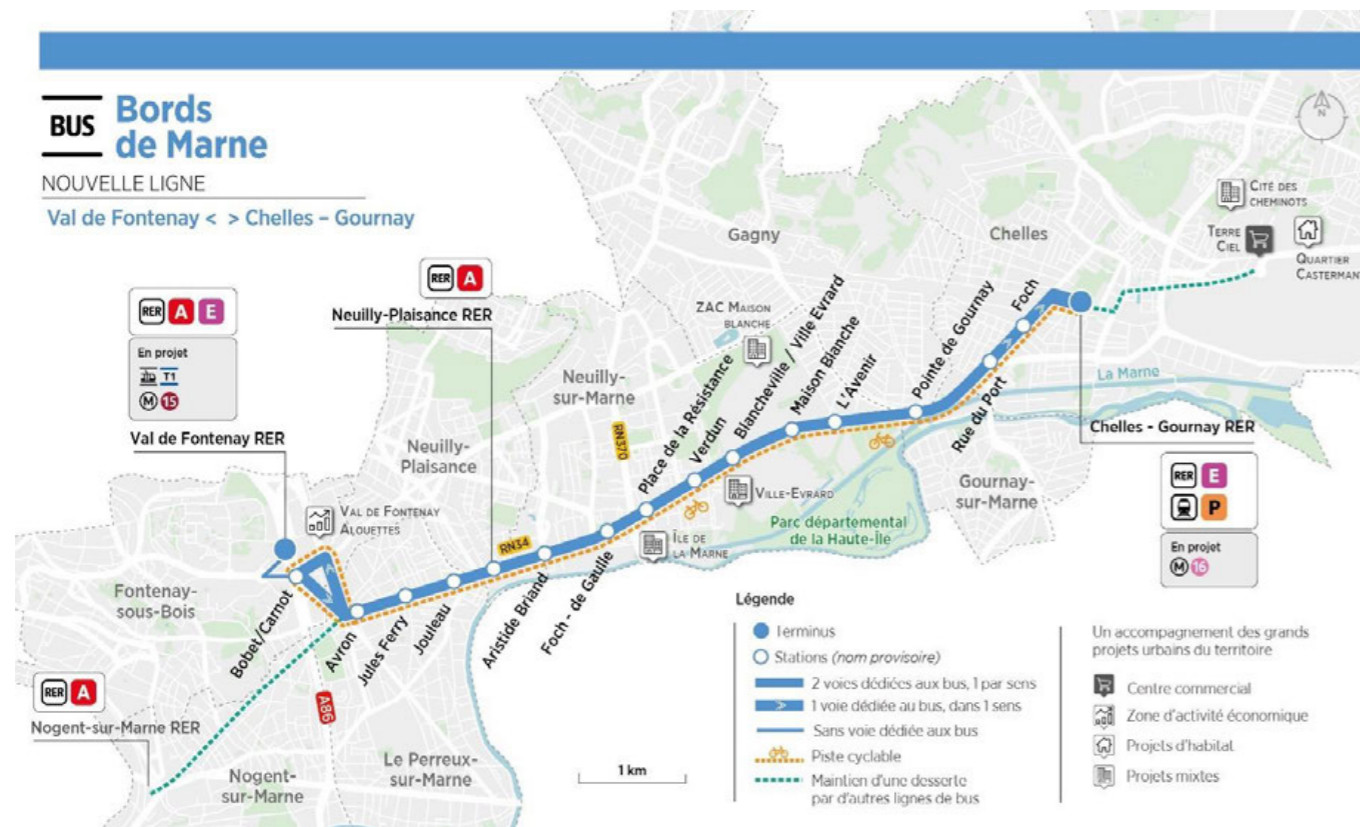 BUS
Bords
de Marne
NOUVELLE LIGNE
Val de Fontenay < > Chelles – Gournay
N
CITÉ DES
CHEMINOTS
TERRE
CIEL
QUARTIER
CASTERMANT
Gagny
Chelles
RER A
Neuilly-Plaisance RER
RER A E
En projet
T1
M 15
Val de Fontenay RER
ZAC MAISON
BLANCHE
Neuilly-
sur-Marne
RN370
Neuilly-
Plaisance
VAL DE FONTENAY
ALOUETTES
RN34
Fontenay-
sous-Bois
Bobet/Carnot
Avron
Jules Ferry
Jouleau
Aristide Briand
Foch - de Gaulle
Place de la Résistance
Verdun
Blancheville / Ville Evrard
Maison Blanche
L'Avenir
Pointe de Gournay
Rue du Port
Foch
La Marne
Chelles - Gournay RER
RER E
P
En projet
M 16
Gournay-
sur-Marne
VILLE-EVRARD
Parc départemental
de la Haute-Île
ÎLE DE
LA MARNE
RER A
Nogent-sur-Marne RER
A86
Nogent-
sur-Marne
Le Perreux-
sur-Marne
1 km
Légende
Terminus
Stations (nom provisoire)
2 voies dédiées aux bus, 1 par sens
1 voie dédiée au bus, dans 1 sens
Sans voie dédiée aux bus
Piste cyclable
Maintien d'une desserte
par d'autres lignes de bus
Un accompagnement des grands
projets urbains du territoire
Centre commercial
Zone d'activité économique
Projets d'habitat
Projets mixtes